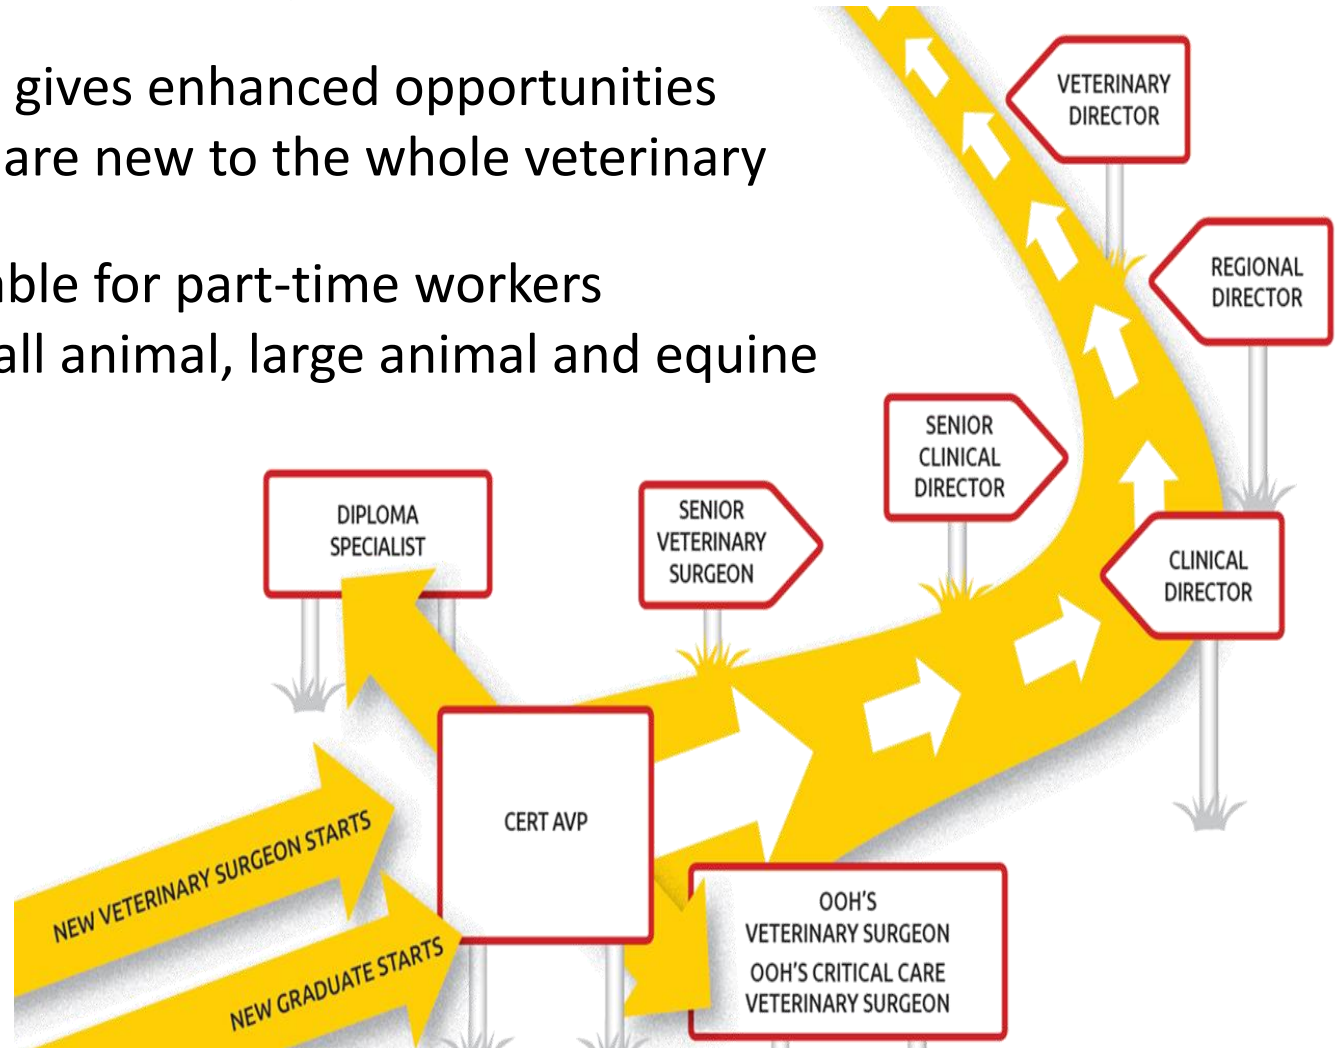 gives enhanced opportunities
are new to the whole veterinary
for part-time workers
animal, large animal and equine
VETERINARY
DIRECTOR
REGIONAL
DIRECTOR
SENIOR
CLINICAL
DIRECTOR
DIPLOMA
SPECIALIST
SENIOR
VETERINARY
SURGEON
CLINICAL
DIRECTOR
CERT AVP
NEW VETERINARY SURGEON STARTS
NEW GRADUATE STARTS
OOH'S
VETERINARY SURGEON
OOH'S CRITICAL CARE
VETERINARY SURGEON